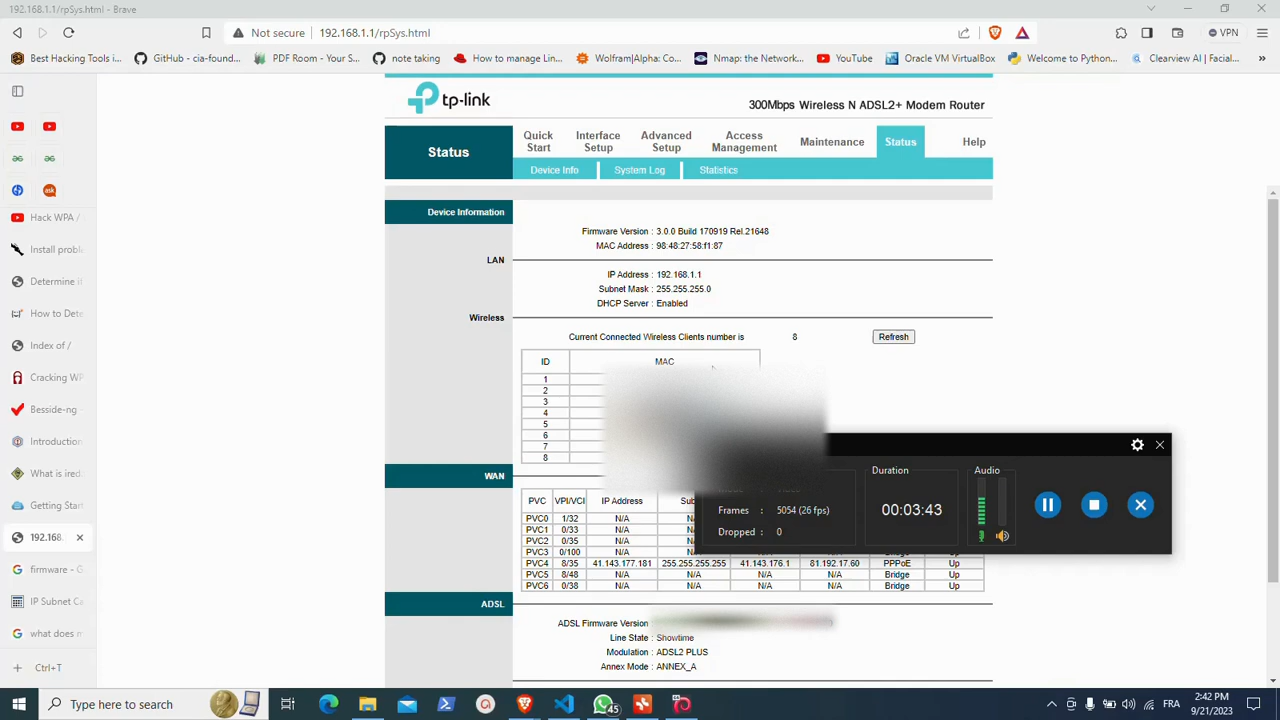 192.168.1.1/rpSys.html - Brave
Not secure 192.168.1.1/rpSys.html
VPN
Best Hacking Tools i...
GitHub - cia-foun...
PDF Room - Your S...
note taking
How to manage Lin...
Wolfram|Alpha: Co...
Nmap: the Network...
YouTube
Oracle VM VirtualBox
Welcome to Python...
Clearview AI | Facial...
»
tp-link
300Mbps Wireless N ADSL2+ Modem Router
Status
Quick Start
Interface Setup
Advanced Setup
Access Management
Maintenance
Status
Help
Device Info
System Log
Statistics
Hack WPA /
Install probl
Determine it
How to Dete
Index of /
Cracking WP
Besside-ng
Introduction
What is ired
Getting Star
192.168.
firmware - G
IP Subnet Ca
what does n
Ctrl+T
Device Information
Firmware Version : 3.0.0 Build 170919 Rel.21648
MAC Address : 98:48:27:58:f1:87
LAN
IP Address : 192.168.1.1
Subnet Mask : 255.255.255.0
DHCP Server : Enabled
Wireless
Current Connected Wireless Clients number is 8 Refresh
ID MAC
1
2
3
4
5
6
7
8
WAN
PVC VPI/VCI IP Address
PVC0 1/32 N/A
PVC1 0/33 N/A
PVC2 0/35 N/A
PVC3 0/100 N/A
PVC4 8/35 41.143.177.181 255.255.255.255 41.143.176.1 81.192.17.60 PPPoE Up
PVC5 8/48 N/A N/A N/A N/A Bridge Up
PVC6 0/38 N/A N/A N/A N/A Bridge Up
ADSL
ADSL Firmware Version
Line State : Showtime
Modulation : ADSL2 PLUS
Annex Mode : ANNEX_A
Duration
Audio
Frames : 5054 (26 fps)
Dropped : 0
00:03:43
Type here to search
45
FRA
2:42 PM
9/21/2023